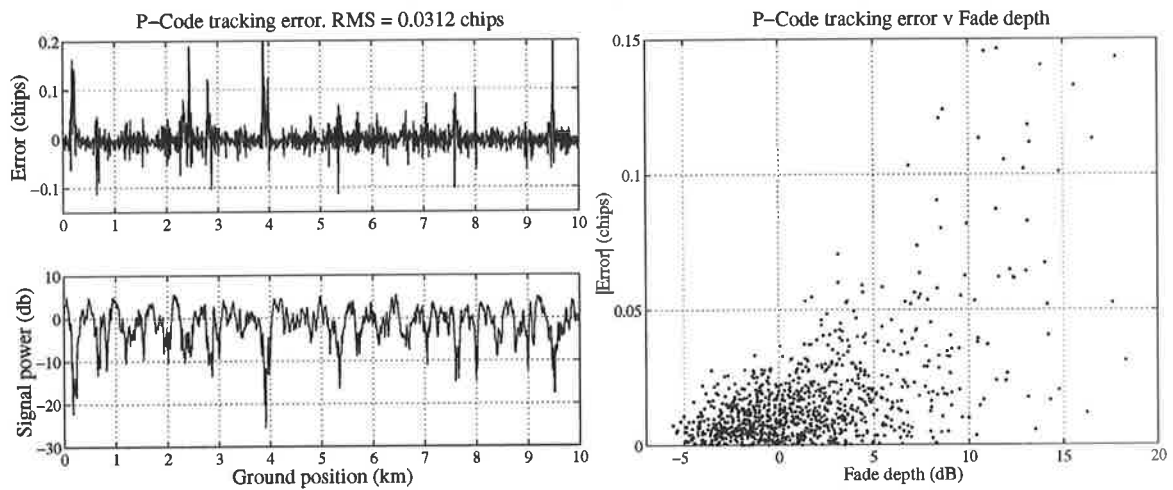 P−Code tracking error. RMS = 0.0312 chips
0.2
0.1
0
−0.1
Error (chips)
0 1 2 3 4 5 6 7 8 9 10
10
0
−10
−20
−30
Signal power (db)
0 1 2 3 4 5 6 7 8 9 10
Ground position (km)
P−Code tracking error v Fade depth
0.15
0.1
0.05
0
|Error| (chips)
−5 0 5 10 15 20
Fade depth (dB)